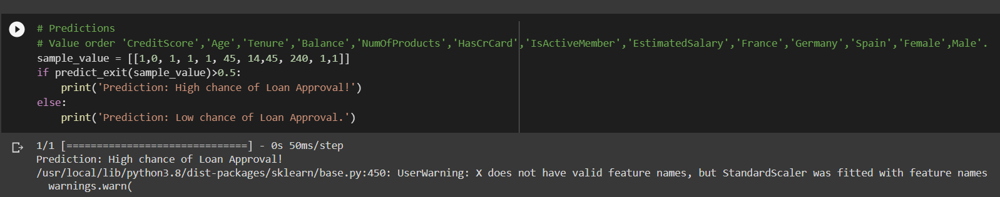 # Predictions
# Value order 'CreditScore','Age','Tenure','Balance','NumOfProducts','HasCrCard','IsActiveMember','EstimatedSalary','France','Germany','Spain','Female',Male'.
sample_value = [[1,0, 1, 1, 1, 45, 14,45, 240, 1,1]]
if predict_exit(sample_value)>0.5:
    print('Prediction: High chance of Loan Approval!')
else:
    print('Prediction: Low chance of Loan Approval.')
1/1 [==============================] - 0s 50ms/step
Prediction: High chance of Loan Approval!
/usr/local/lib/python3.8/dist-packages/sklearn/base.py:450: UserWarning: X does not have valid feature names, but StandardScaler was fitted with feature names
  warnings.warn(